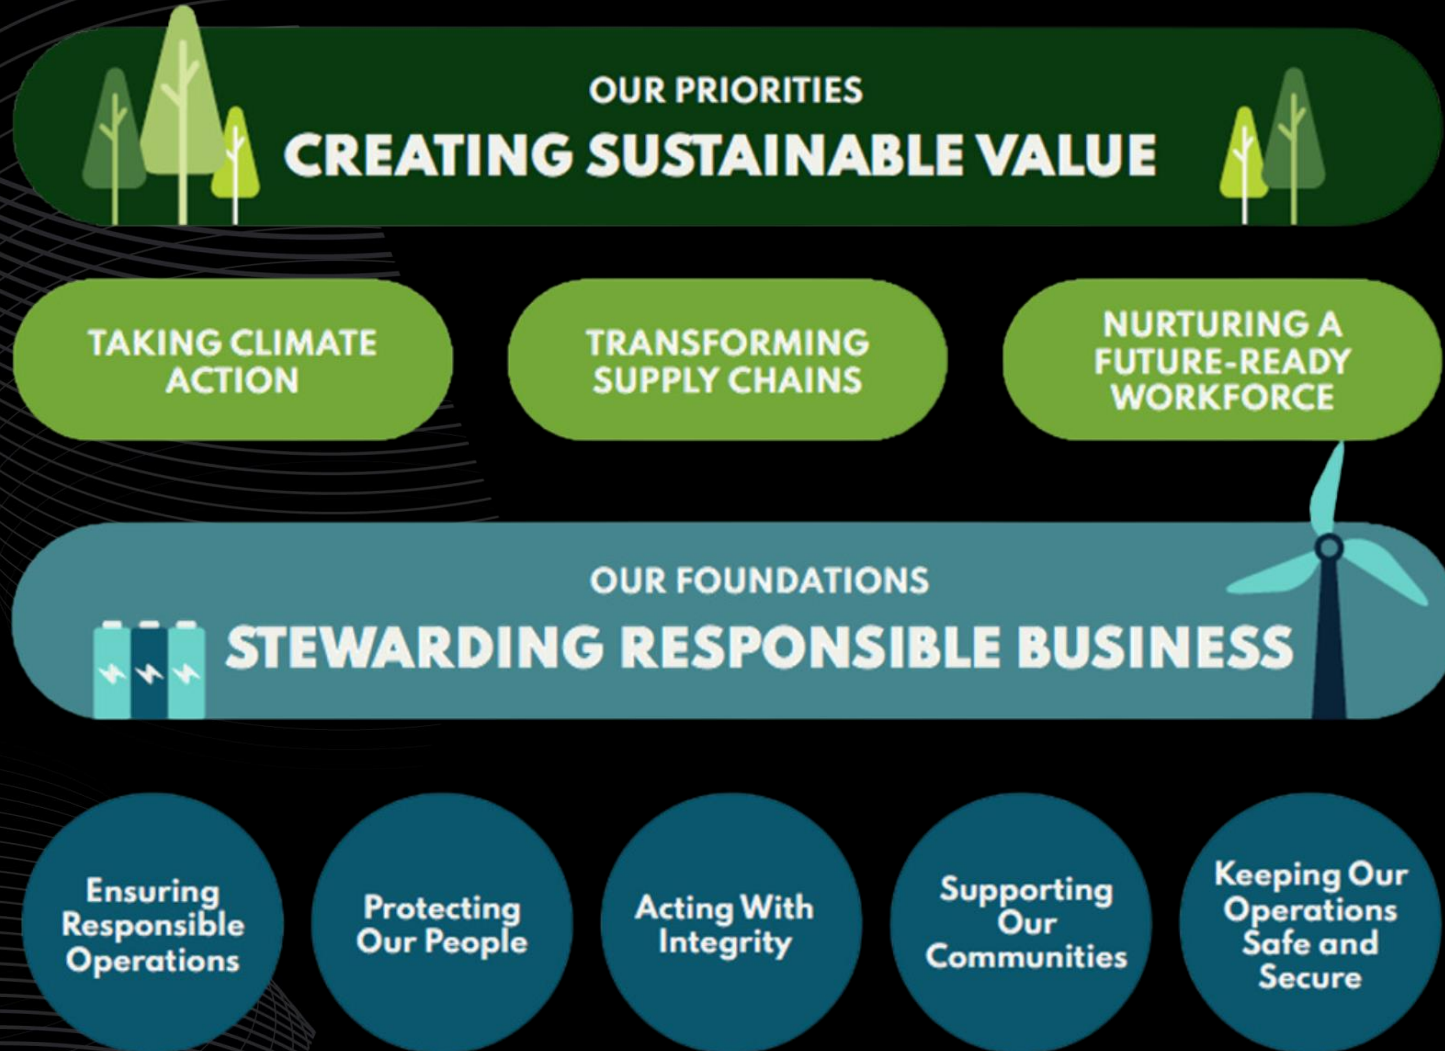 OUR PRIORITIES
CREATING SUSTAINABLE VALUE
TAKING CLIMATE
ACTION
TRANSFORMING
SUPPLY CHAINS
NURTURING A
FUTURE-READY
WORKFORCE
OUR FOUNDATIONS
STEWARDING RESPONSIBLE BUSINESS
Ensuring
Responsible
Operations
Protecting
Our People
Acting With
Integrity
Supporting
Our
Communities
Keeping Our
Operations
Safe and
Secure